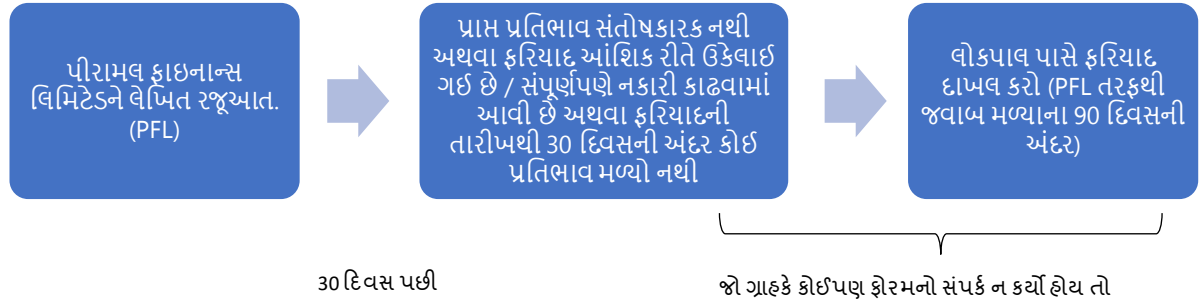 પીરામલ ફાઇનાન્સ
લિમિટેડને લેખિત રજૂઆત.
(PFL)
પ્રાપ્ત પ્રતિભાવ સંતોષકારક નથી
અથવા ફરિયાદ આંશિક રીતે ઉકેલાઈ
ગઈ છે / સંપૂર્ણપણે નકારી કાઢવામાં
આવી છે અથવા ફરિયાદની
તારીખથી 30 દિવસની અંદર કોઈ
પ્રતિભાવ મળ્યો નથી
લોકપાલ પાસે ફરિયાદ
દાખલ કરો (PFL તરફથી
જવાબ મળ્યાના 90 દિવસની
અંદર)
30 દિવસ પછી
જો ગ્રાહકે કોઈપણ ફોરમનો સંપર્ક ન કર્યો હોય તો